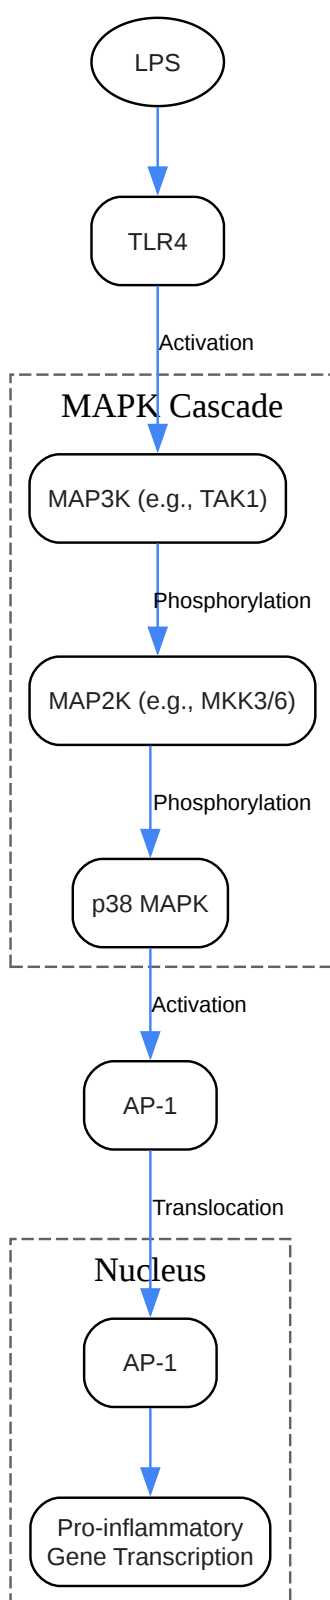 LPS
TLR4
Activation
MAPK Cascade
MAP3K (e.g., TAK1)
Phosphorylation
MAP2K (e.g., MKK3/6)
Phosphorylation
p38 MAPK
Activation
AP-1
Translocation
Nucleus
AP-1
Pro-inflammatory
Gene Transcription